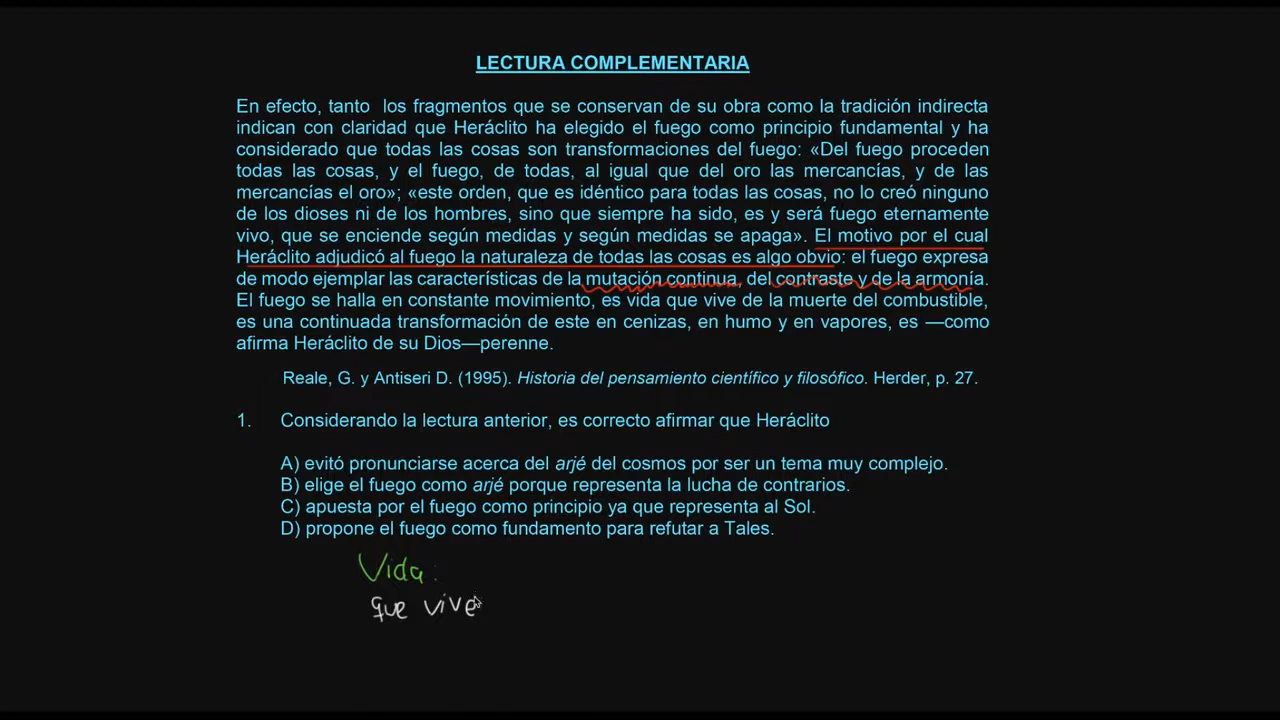 LECTURA COMPLEMENTARIA
En efecto, tanto los fragmentos que se conservan de su obra como la tradición indirecta
indican con claridad que Heráclito ha elegido el fuego como principio fundamental y ha
considerado que todas las cosas son transformaciones del fuego: «Del fuego proceden
todas las cosas, y el fuego, de todas, al igual que del oro las mercancías, y de las
mercancías el oro»; «este orden, que es idéntico para todas las cosas, no lo creó ninguno
de los dioses ni de los hombres, sino que siempre ha sido, es y será fuego eternamente
vivo, que se enciende según medidas y según medidas se apaga». El motivo por el cual
Heráclito adjudicó al fuego la naturaleza de todas las cosas es algo obvio: el fuego expresa
de modo ejemplar las características de la mutación continua, del contraste y de la armonía.
El fuego se halla en constante movimiento, es vida que vive de la muerte del combustible,
es una continuada transformación de este en cenizas, en humo y en vapores, es —como
afirma Heráclito de su Dios—perenne.
Reale, G. y Antiseri D. (1995). Historia del pensamiento científico y filosófico. Herder, p. 27.
1. Considerando la lectura anterior, es correcto afirmar que Heráclito
A) evitó pronunciarse acerca del arjé del cosmos por ser un tema muy complejo.
B) elige el fuego como arjé porque representa la lucha de contrarios.
C) apuesta por el fuego como principio ya que representa al Sol.
D) propone el fuego como fundamento para refutar a Tales.
Vida:
que vive